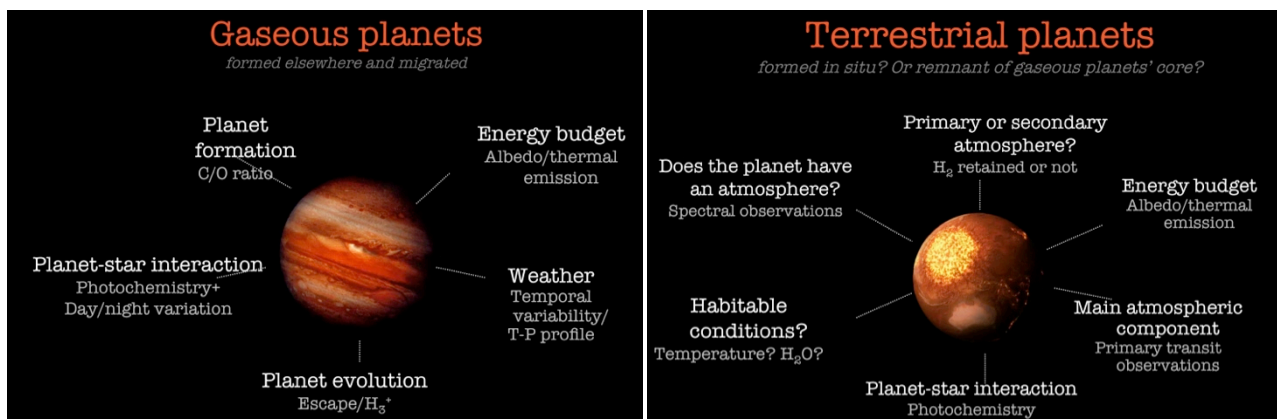 Gaseous planets
formed elsewhere and migrated
Planet
formation
C/O ratio
Energy budget
Albedo/thermal
emission
Planet-star interaction
Photochemistry+
Day/night variation
Weather
Temporal
variability/
T-P profile
Planet evolution
Escape/H₃⁺
Terrestrial planets
formed in situ? Or remnant of gaseous planets' core?
Primary or secondary
atmosphere?
H₂ retained or not
Does the planet have
an atmosphere?
Spectral observations
Energy budget
Albedo/thermal
emission
Habitable
conditions?
Temperature? H₂O?
Main atmospheric
component
Primary transit
observations
Planet-star interaction
Photochemistry